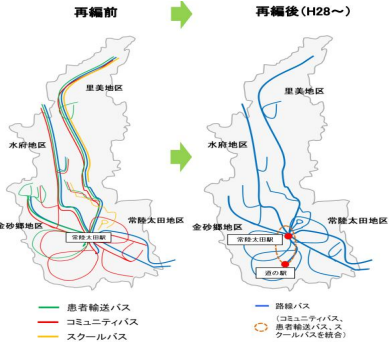 再編前
再編後(H28～)
里美地区
水府地区
常陸太田地区
金砂郷地区
常陸太田駅
患者輸送バス
コミュニティバス
スクールバス
里美地区
水府地区
常陸太田地区
金砂郷地区
常陸太田駅
道の駅
路線バス
(コミュニティバス、
患者輸送バス、ス
クールバスを統合)